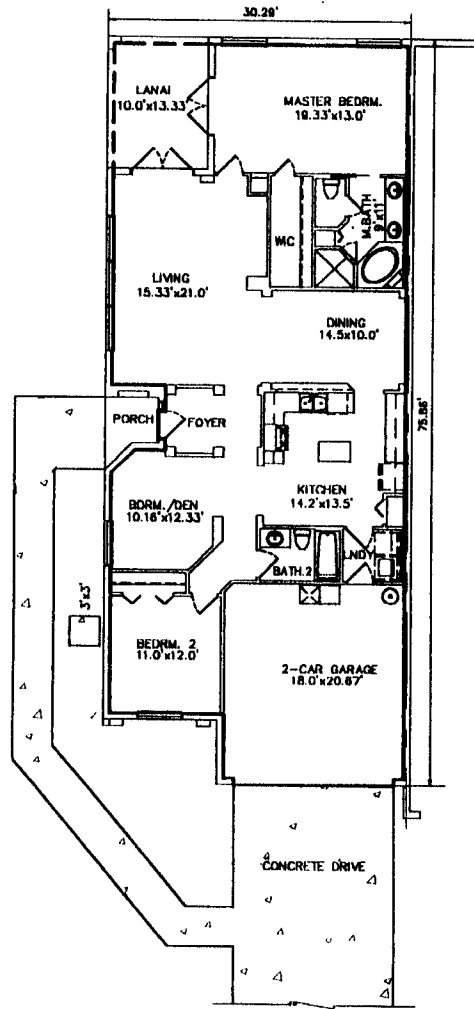 30.29'
LANAI
10.0'x13.33'
MASTER BEDRM.
19.33'x13.0'
M.BATH
9'x11'
WIC
LIVING
15.33'x21.0'
DINING
14.5x10.0'
75.86'
PORCH
FOYER
KITCHEN
14.2'x13.5'
BDRM./DEN
10.16'x12.33'
BATH.2
LNDY
3'x3'
BEDRM. 2
11.0'x12.0'
2-CAR GARAGE
18.0'x20.67'
CONCRETE DRIVE